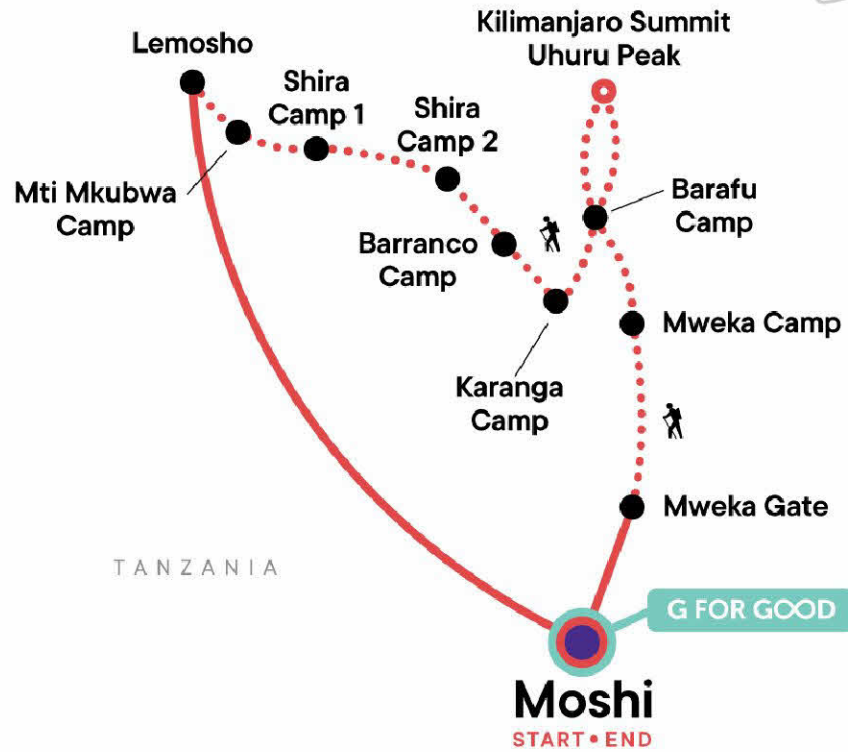 Kilimanjaro Summit
Uhuru Peak
Lemosho
Shira
Camp 1
Shira
Camp 2
Mti Mkubwa
Camp
Barafu
Camp
Barranco
Camp
Mweka Camp
Karanga
Camp
Mweka Gate
TANZANIA
G FOR GOOD
Moshi
START • END